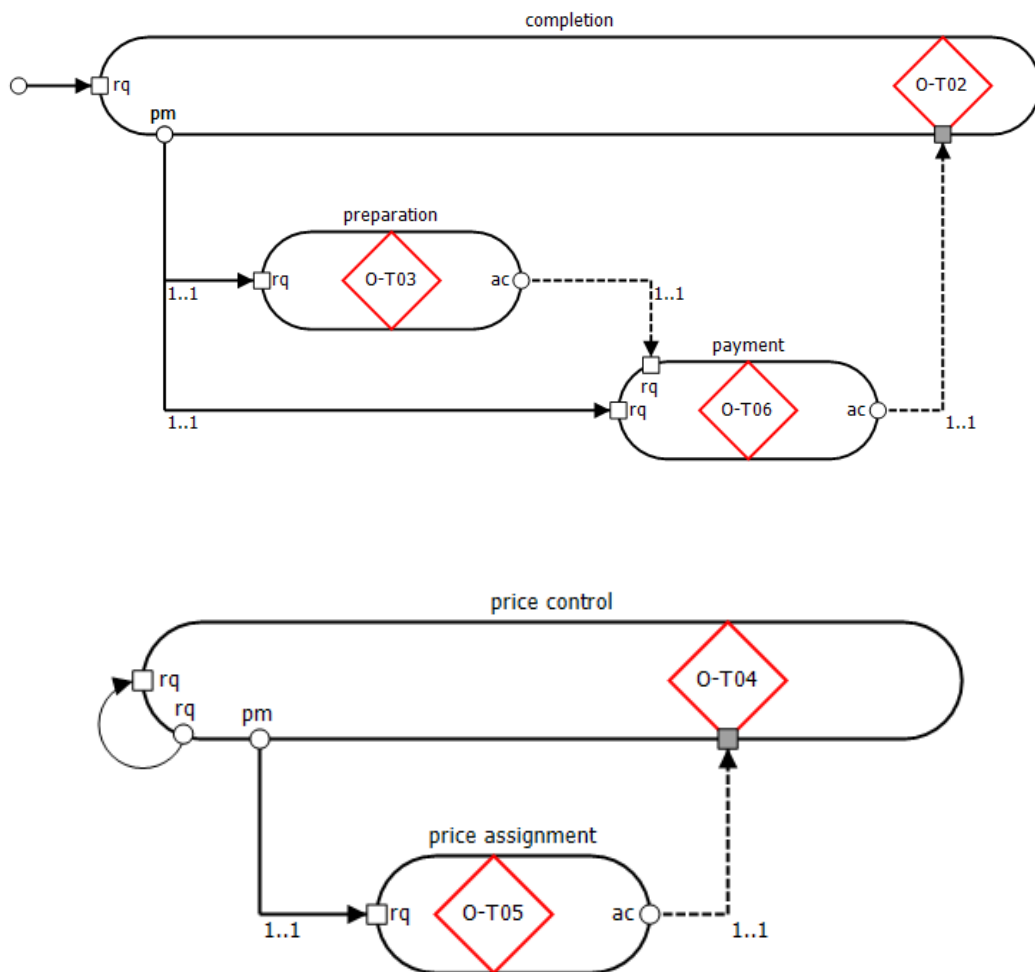 completion
rq
O-T02
pm
preparation
rq
O-T03
ac
1..1
1..1
payment
rq
rq
O-T06
ac
1..1
1..1
price control
rq
rq
pm
O-T04
price assignment
rq
O-T05
ac
1..1
1..1